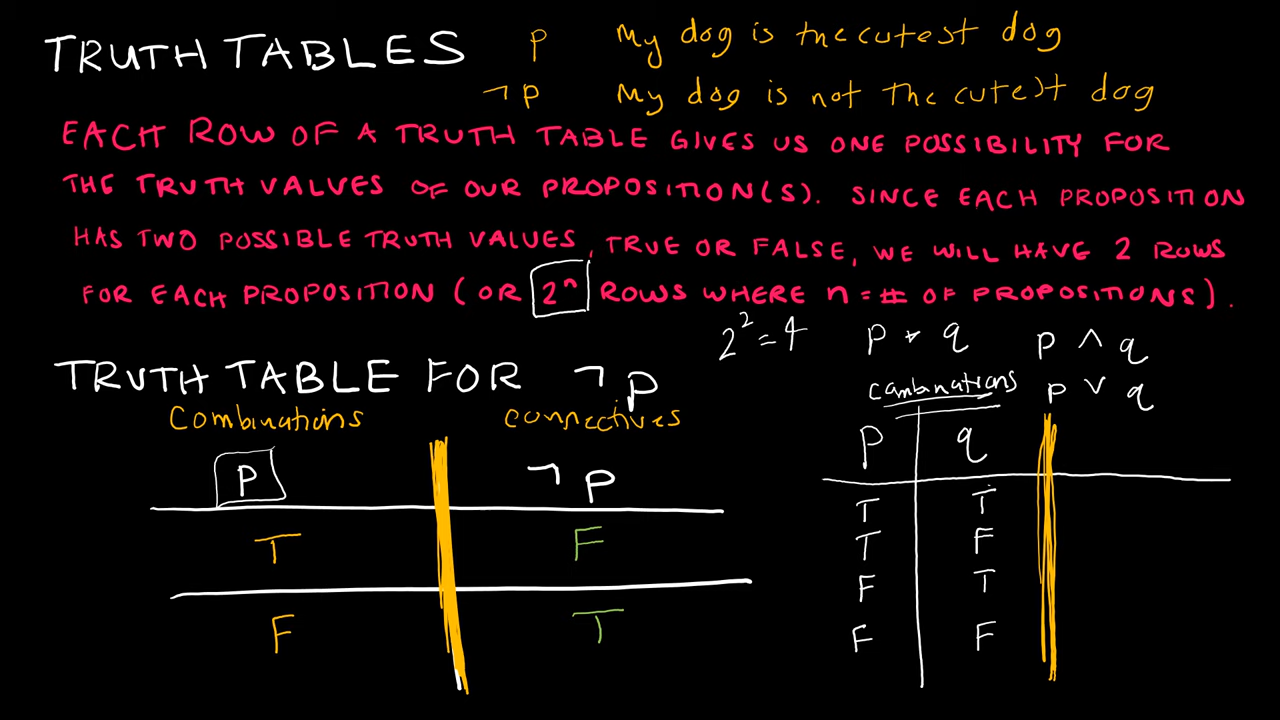 TRUTH TABLES
p My dog is the cutest dog
¬p My dog is not the cutest dog
EACH ROW OF A TRUTH TABLE GIVES US ONE POSSIBILITY FOR
THE TRUTH VALUES OF OUR PROPOSITION(S). SINCE EACH PROPOSITION
HAS TWO POSSIBLE TRUTH VALUES, TRUE OR FALSE, WE WILL HAVE 2 ROWS
FOR EACH PROPOSITION (OR 2ⁿ ROWS WHERE n = # OF PROPOSITIONS).
TRUTH TABLE FOR ¬p
Combinations connectives
P ¬p
T F
F T
2² = 4
p q p ∧ q
p ∨ q
combinations
P q
T T
T F
F T
F F